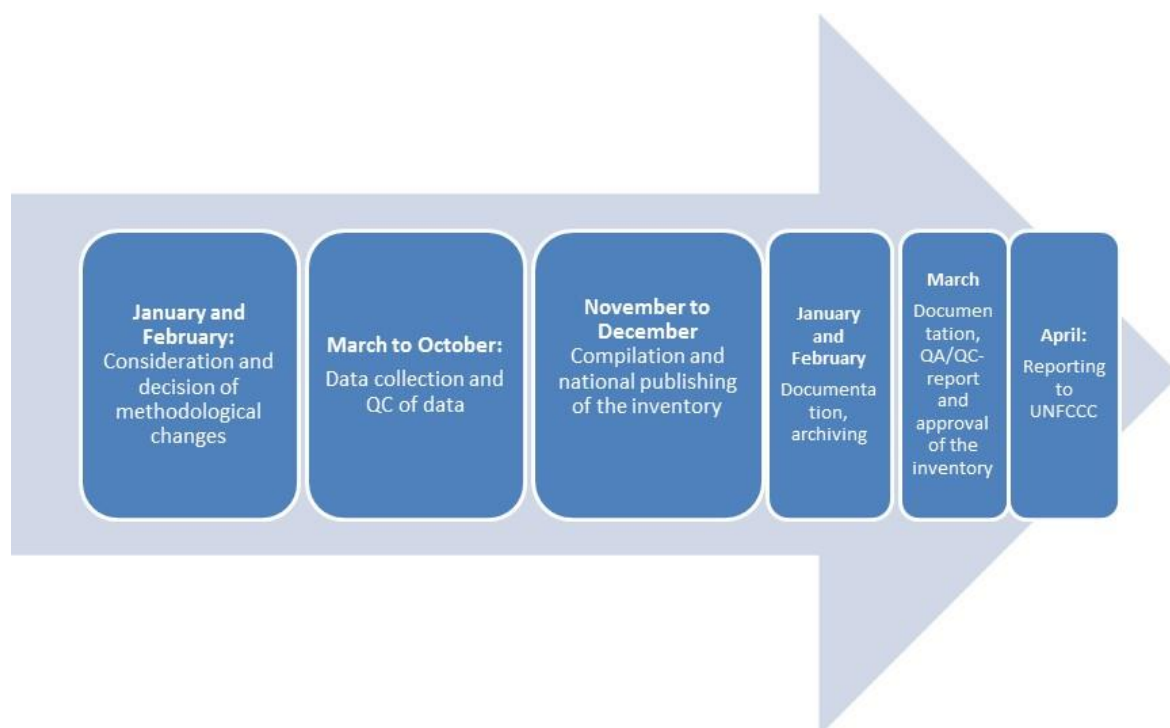 January and
February:
Consideration and
decision of
methodological
changes
March to October:
Data collection and
QC of data
November to
December
Compilation and
national publishing
of the inventory
January
and
February
Documenta
tion,
archiving
March
Documen
tation,
QA/QC-
report
and
approval
of the
inventory
April:
Reporting
to
UNFCCC